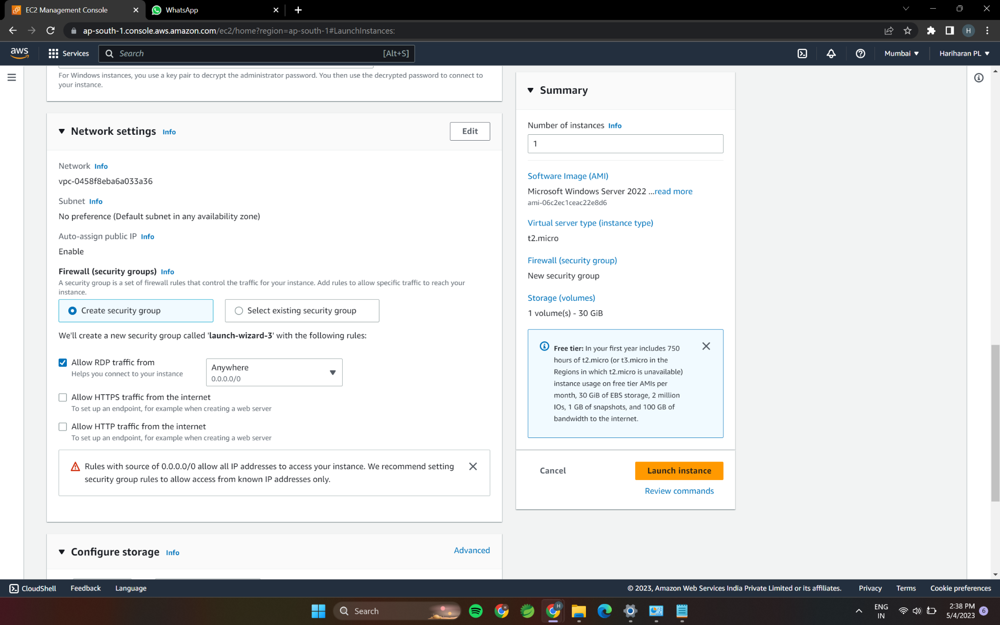 EC2 Management Console
WhatsApp
ap-south-1.console.aws.amazon.com/ec2/home?region=ap-south-1#LaunchInstances:
H
aws
Services
Search
[Alt+S]
Mumbai
Hariharan PL
For Windows instances, you use a key pair to decrypt the administrator password. You then use the decrypted password to connect to
your instance.
Network settings Info
Edit
Network Info
vpc-0458f8eba6a033a36
Subnet Info
No preference (Default subnet in any availability zone)
Auto-assign public IP Info
Enable
Firewall (security groups) Info
A security group is a set of firewall rules that control the traffic for your instance. Add rules to allow specific traffic to reach your
instance.
Create security group
Select existing security group
We'll create a new security group called 'launch-wizard-3' with the following rules:
Allow RDP traffic from
Helps you connect to your instance
Anywhere
0.0.0.0/0
Allow HTTPS traffic from the internet
To set up an endpoint, for example when creating a web server
Allow HTTP traffic from the internet
To set up an endpoint, for example when creating a web server
Rules with source of 0.0.0.0/0 allow all IP addresses to access your instance. We recommend setting
security group rules to allow access from known IP addresses only.
Configure storage Info
Advanced
Summary
Number of instances Info
1
Software Image (AMI)
Microsoft Windows Server 2022 ...read more
ami-06c2ec1ceac22e8d6
Virtual server type (instance type)
t2.micro
Firewall (security group)
New security group
Storage (volumes)
1 volume(s) - 30 GiB
Free tier: In your first year includes 750
hours of t2.micro (or t3.micro in the
Regions in which t2.micro is unavailable)
instance usage on free tier AMIs per
month, 30 GiB of EBS storage, 2 million
IOs, 1 GB of snapshots, and 100 GB of
bandwidth to the internet.
Cancel
Launch instance
Review commands
CloudShell
Feedback
Language
© 2023, Amazon Web Services India Private Limited or its affiliates.
Privacy
Terms
Cookie preferences
Search
H
H
ENG
IN
2:38 PM
5/4/2023
6